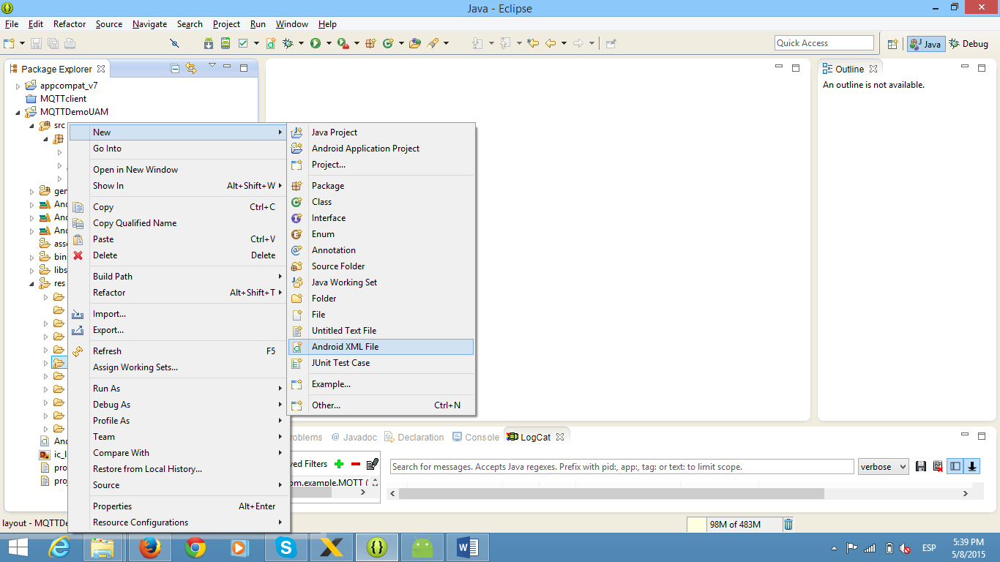 Java - Eclipse
File Edit Refactor Source Navigate Search Project Run Window Help
Quick Access
Java
Debug
Package Explorer
appcompat_v7
MQTTclient
MQTTDemoUAM
src
gen
And
And
And
asse
bin
libs
res
And
ic_la
proj
proj
New
Go Into
Open in New Window
Show In Alt+Shift+W
Copy Ctrl+C
Copy Qualified Name
Paste Ctrl+V
Delete Delete
Build Path
Refactor Alt+Shift+T
Import...
Export...
Refresh F5
Assign Working Sets...
Run As
Debug As
Profile As
Team
Compare With
Restore from Local History...
Source
Properties Alt+Enter
Resource Configurations
Java Project
Android Application Project
Project...
Package
Class
Interface
Enum
Annotation
Source Folder
Java Working Set
Folder
File
Untitled Text File
Android XML File
JUnit Test Case
Example...
Other... Ctrl+N
Outline
An outline is not available.
roblems
@ Javadoc
Declaration
Console
LogCat
ved Filters
om.example.MQTT (
Search for messages. Accepts Java regexes. Prefix with pid:, app:, tag: or text: to limit scope.
verbose
layout - MQTTDe
98M of 483M
ESP
5:39 PM
5/8/2015